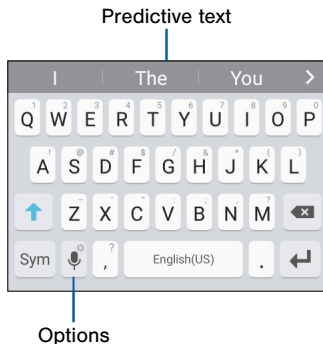 Predictive text
I The You >
1 2 3 4 5 6 7 8 9 0
Q W E R T Y U I O P
! @ # $ / & * ( )
A S D F G H J K L
- ' " : ; , ?
Z X C V B N M
Sym , ? English(US) .
Options